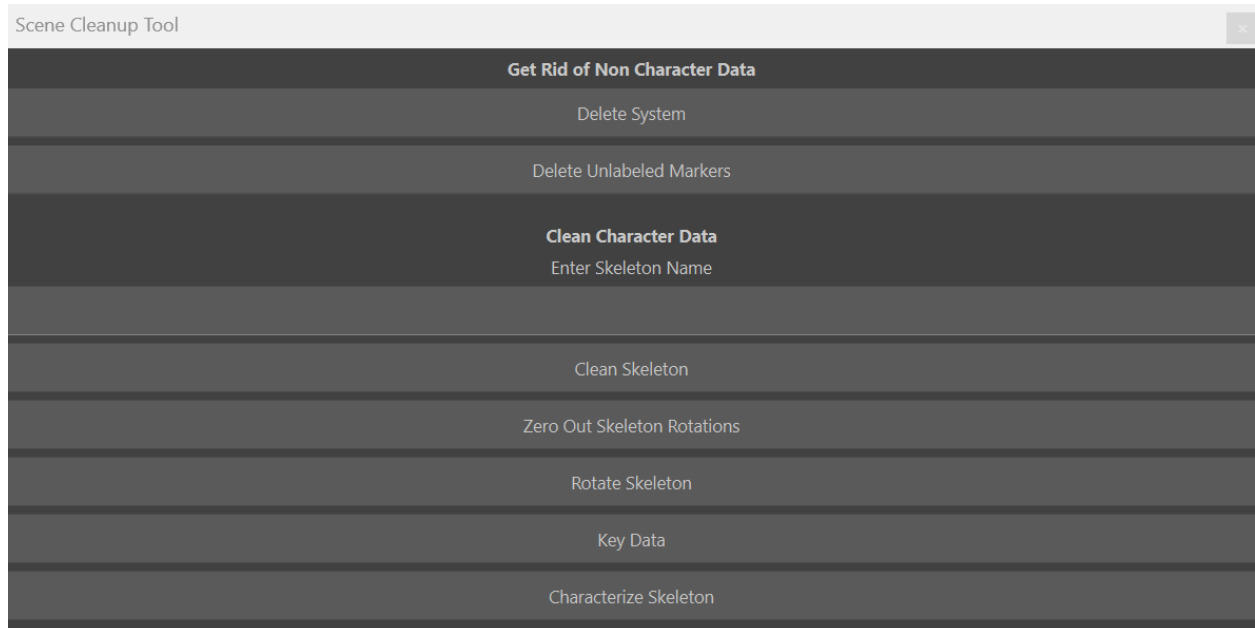 Scene Cleanup Tool
×
Get Rid of Non Character Data
Delete System
Delete Unlabeled Markers
Clean Character Data
Enter Skeleton Name
Clean Skeleton
Zero Out Skeleton Rotations
Rotate Skeleton
Key Data
Characterize Skeleton